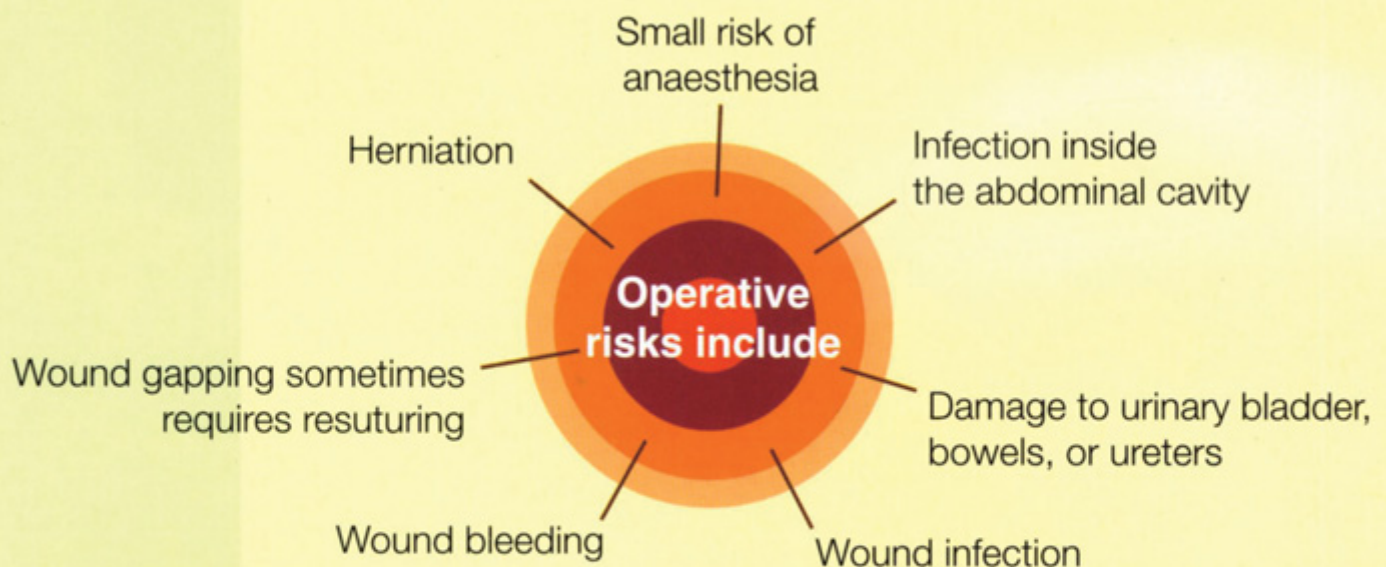 Small risk of
anaesthesia
Herniation
Infection inside
the abdominal cavity
Operative
risks include
Wound gapping sometimes
requires resuturing
Damage to urinary bladder,
bowels, or ureters
Wound bleeding
Wound infection